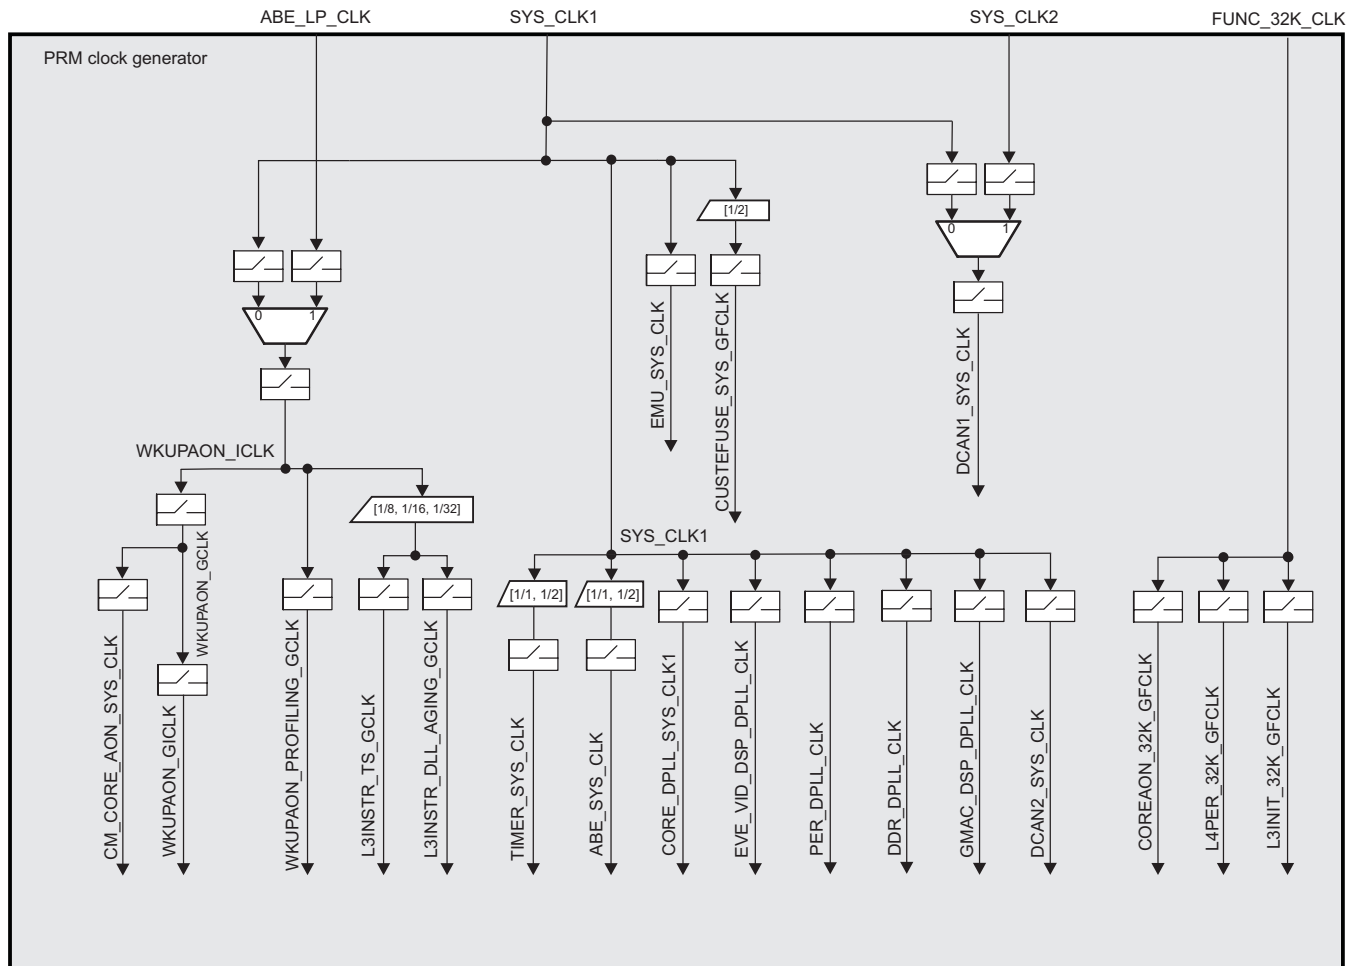 ABE_LP_CLK
SYS_CLK1
SYS_CLK2
FUNC_32K_CLK
PRM clock generator
[1/2]
0
1
0
1
EMU_SYS_CLK
CUSTEFUSE_SYS_GFCLK
DCAN1_SYS_CLK
WKUPAON_ICLK
[1/8, 1/16, 1/32]
WKUPAON_GCLK
SYS_CLK1
[1/1, 1/2]
[1/1, 1/2]
CM_CORE_AON_SYS_CLK
WKUPAON_GICLK
WKUPAON_PROFILING_GCLK
L3INSTR_TS_GCLK
L3INSTR_DLL_AGING_GCLK
TIMER_SYS_CLK
ABE_SYS_CLK
CORE_DPLL_SYS_CLK1
EVE_VID_DSP_DPLL_CLK
PER_DPLL_CLK
DDR_DPLL_CLK
GMAC_DSP_DPLL_CLK
DCAN2_SYS_CLK
COREAON_32K_GFCLK
L4PER_32K_GFCLK
L3INIT_32K_GFCLK